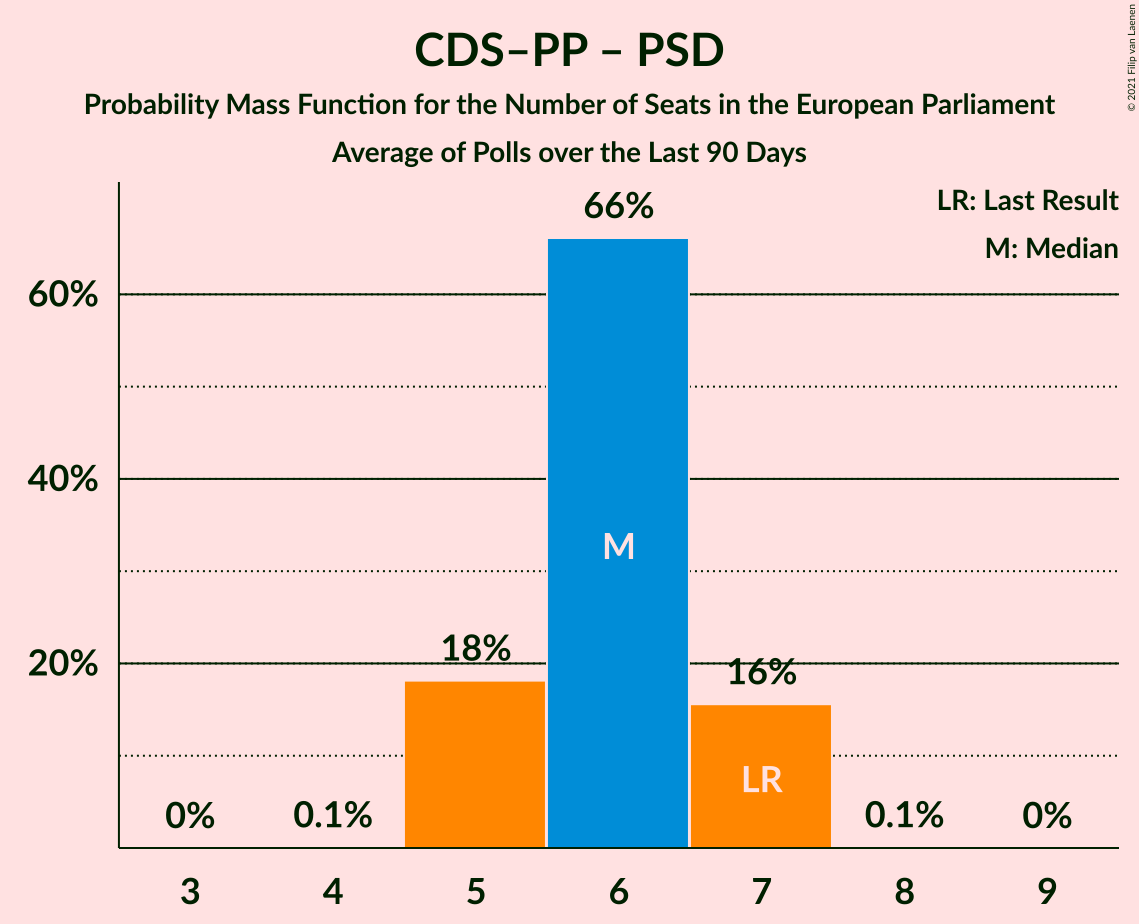 CDS–PP – PSD
Probability Mass Function for the Number of Seats in the European Parliament
Average of Polls over the Last 90 Days
© 2021 Filip van Laenen
LR: Last Result
M: Median
66%
60%
40%
M
18%
20%
16%
LR
0%
0.1%
0.1%
0%
3 4 5 6 7 8 9